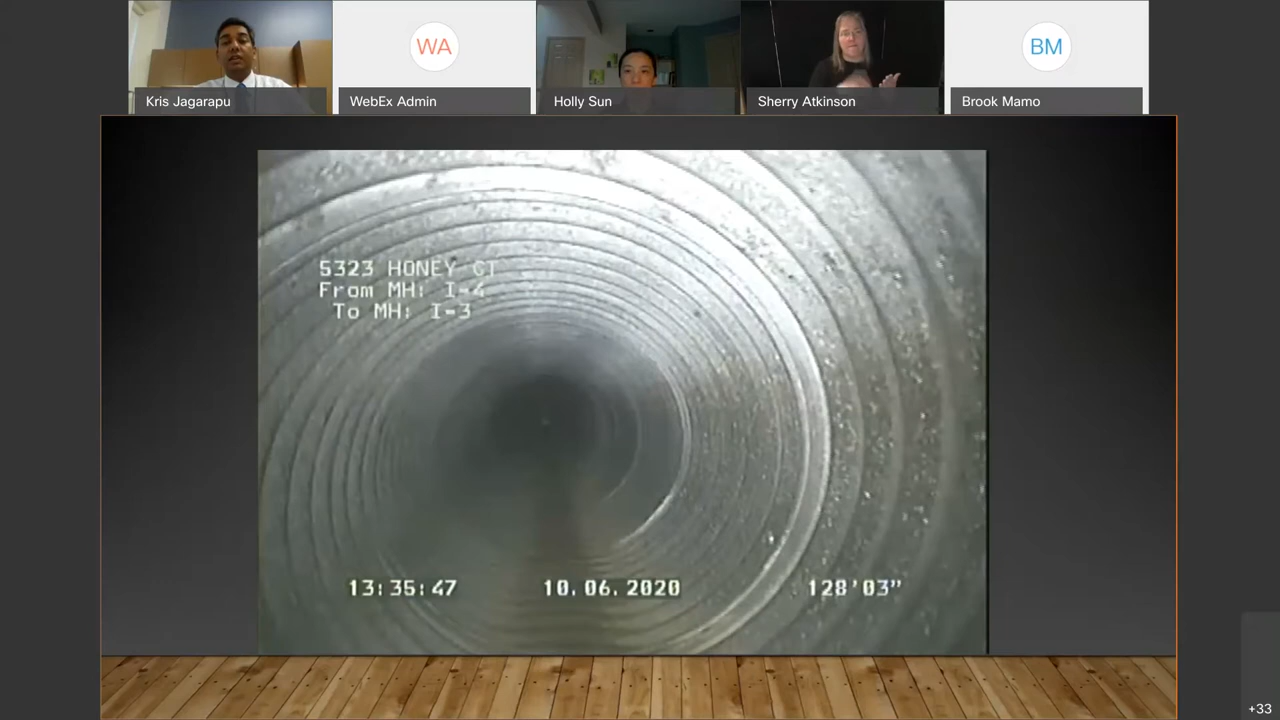 WA
BM
Kris Jagarapu
WebEx Admin
Holly Sun
Sherry Atkinson
Brook Mamo
5323 HONEY CT
From MH: I-4
To MH: I-3
13:35:47
10.06.2020
128'03"
+33